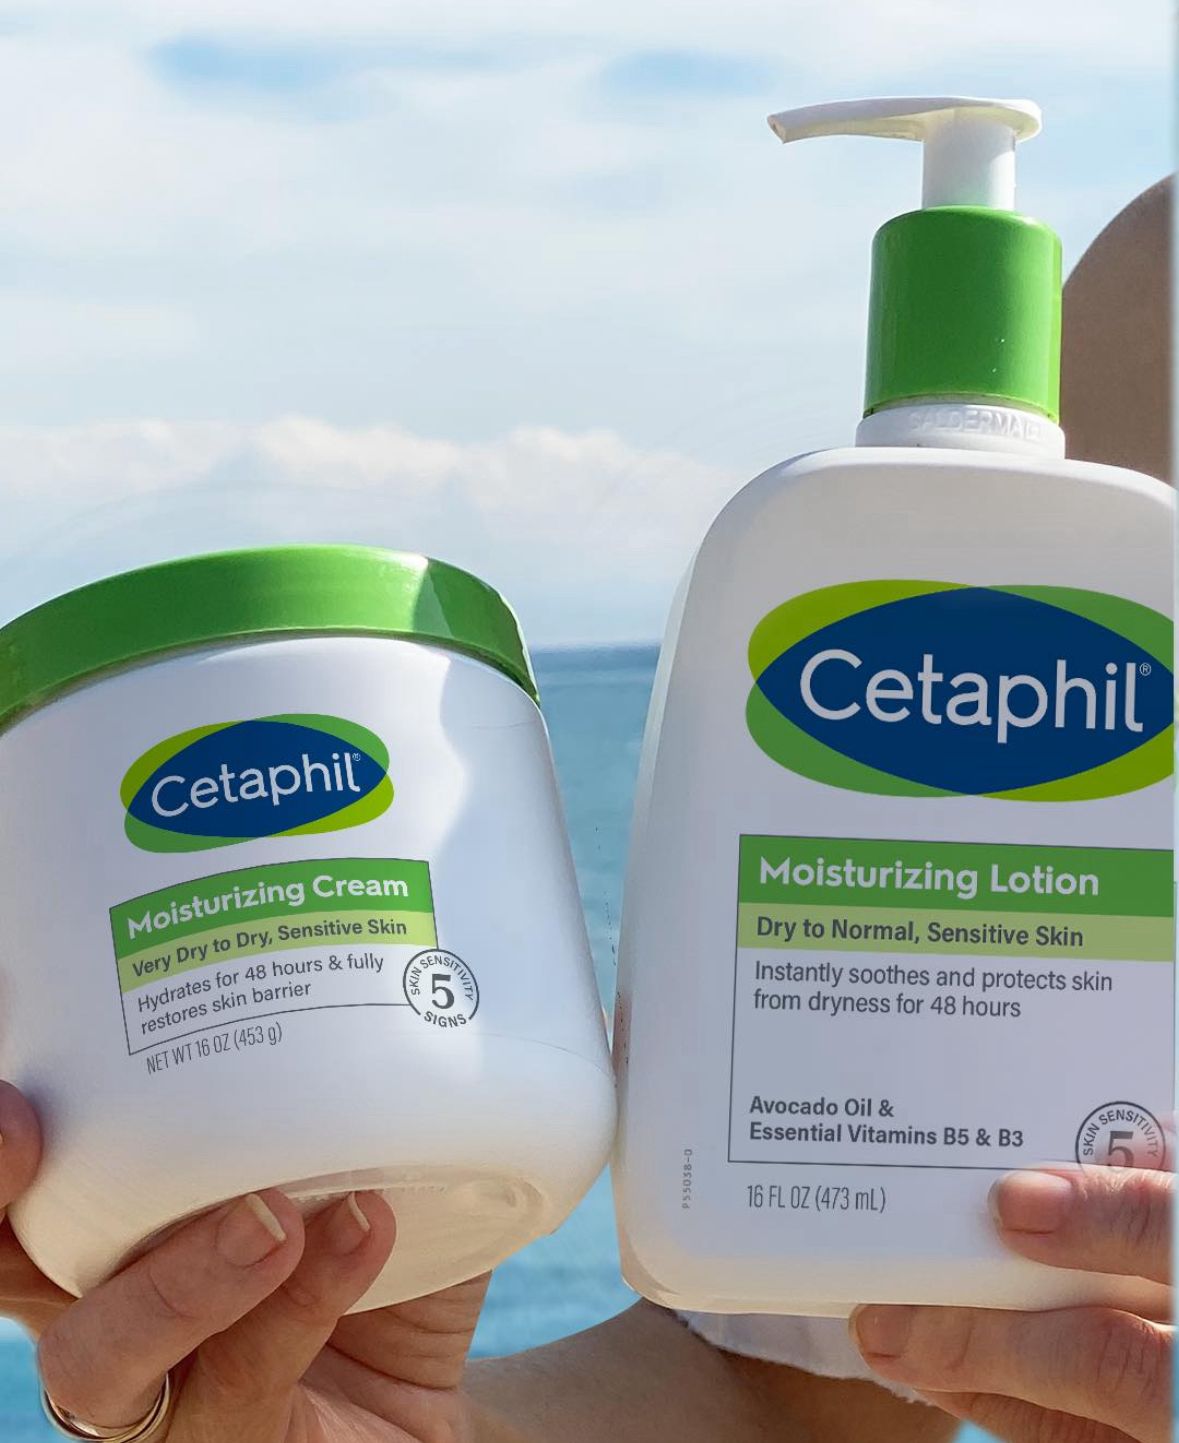 Cetaphil®
Moisturizing Cream
Very Dry to Dry, Sensitive Skin
Hydrates for 48 hours & fully
restores skin barrier
SKIN SENSITIVITY
5
SIGNS
NET WT 16 OZ (453 g)
GALDERMA
Cetaphil®
Moisturizing Lotion
Dry to Normal, Sensitive Skin
Instantly soothes and protects skin
from dryness for 48 hours
Avocado Oil &
Essential Vitamins B5 & B3
SKIN SENSITIVITY
5
P55038-0
16 FL OZ (473 mL)